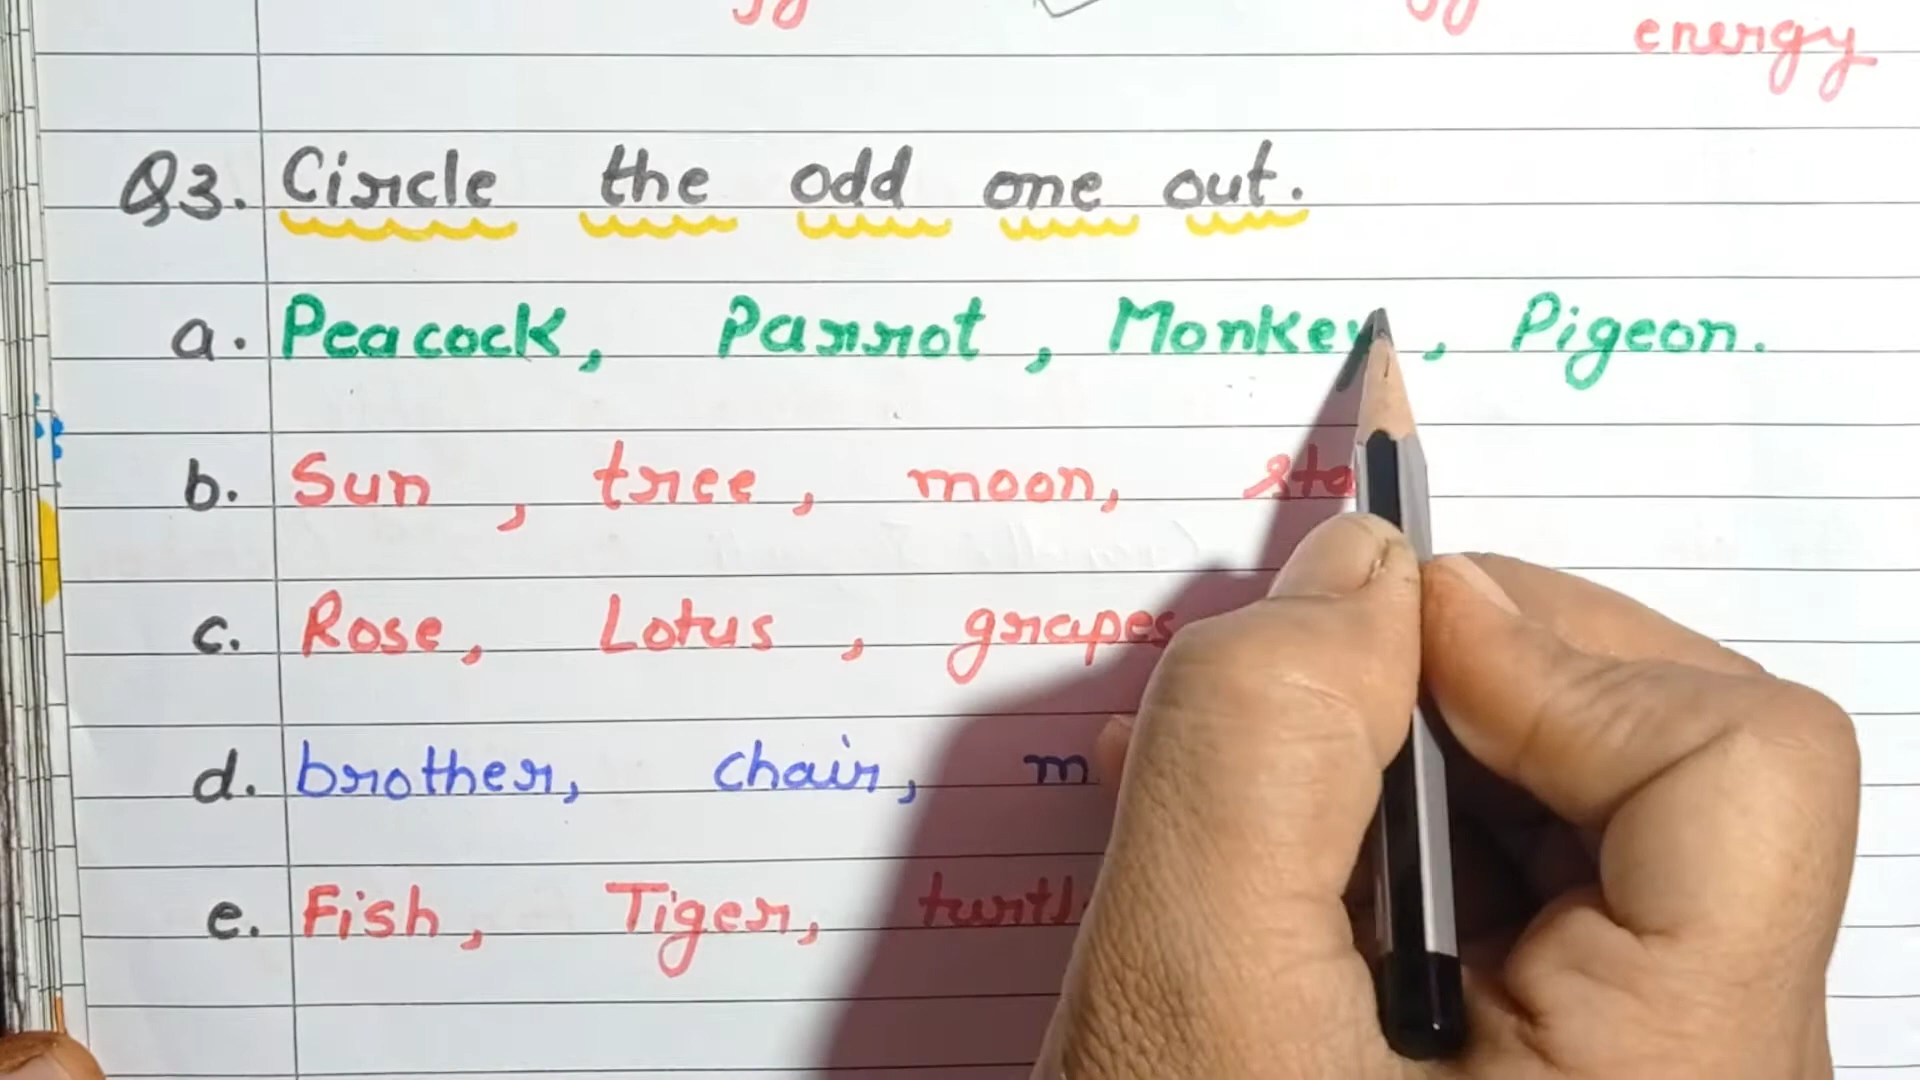 energy
Q3. Circle the odd one out.
a. Peacock, Parrot, Monkey, Pigeon.
b. Sun, tree, moon,
c. Rose, Lotus, grapes
d. brother, chair,
e. Fish, Tiger,